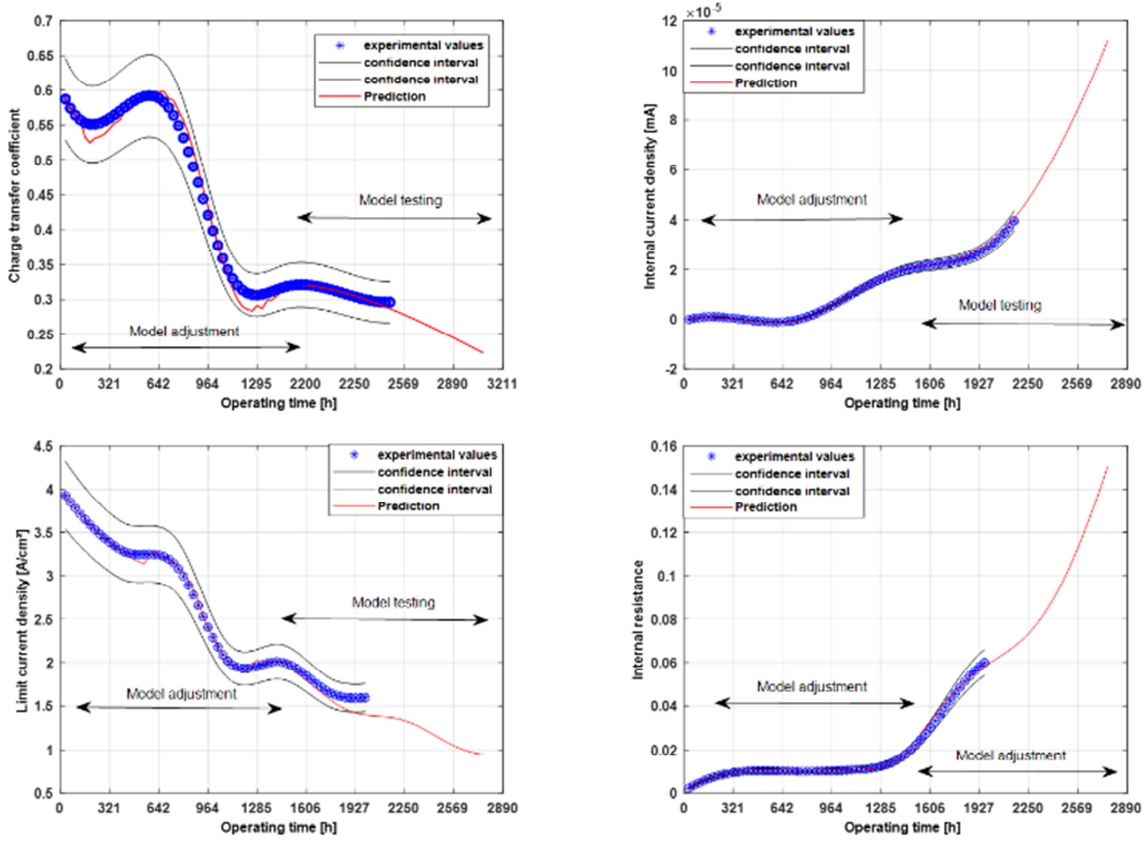 0.7
0.65
0.6
0.55
0.5
0.45
0.4
0.35
0.3
0.25
0.2
Charge transfer coefficient
experimental values
confidence interval
confidence interval
Prediction
Model testing
Model adjustment
0 321 642 964 1295 2200 2250 2569 2890 3211
Operating time [h]
×10-5
12
10
8
6
4
2
0
-2
Internal current density [mA]
experimental values
confidence interval
confidence interval
Prediction
Model adjustment
Model testing
0 321 642 964 1285 1606 1927 2250 2569 2890
Operating time [h]
4.5
4
3.5
3
2.5
2
1.5
1
0.5
Limit current density [A/cm²]
experimental values
confidence interval
confidence interval
Prediction
Model testing
Model adjustment
0 321 642 964 1285 1606 1927 2250 2569 2890
Operating time [h]
0.16
0.14
0.12
0.1
0.08
0.06
0.04
0.02
0
Internal resistance
experimental values
confidence interval
confidence interval
Prediction
Model adjustment
Model adjustment
0 321 642 964 1285 1606 1927 2250 2569 2890
Operating time [h]